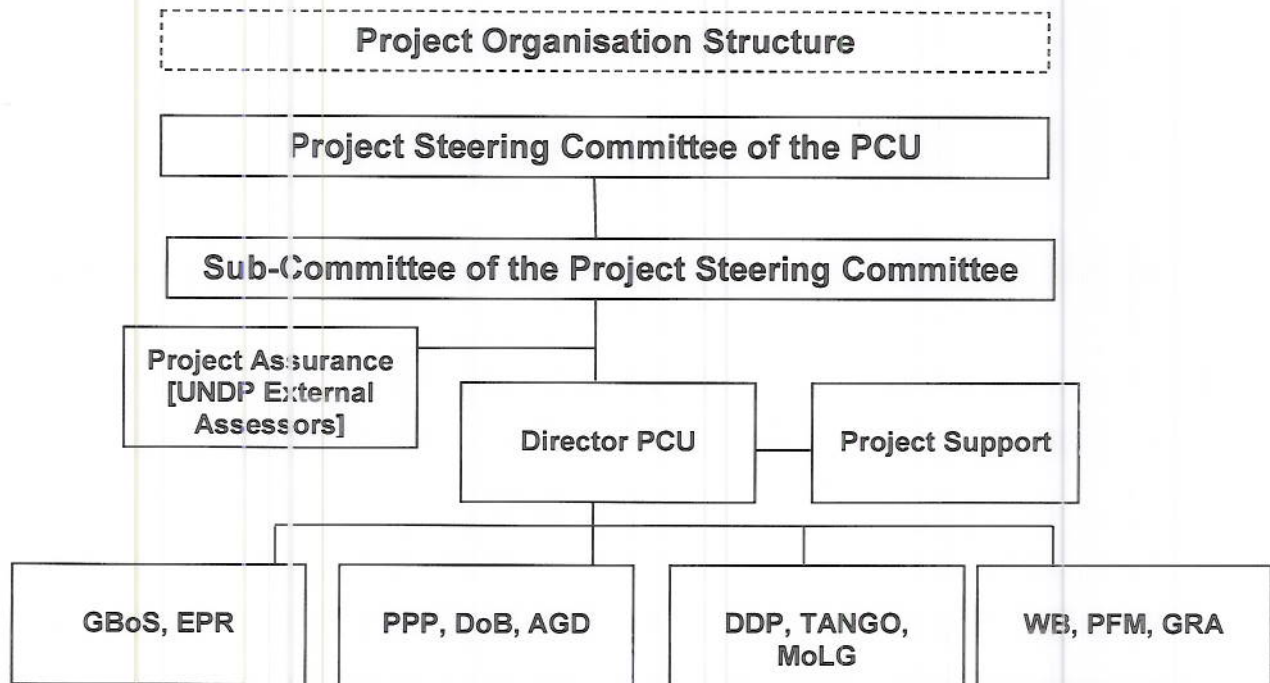 Project Organisation Structure
Project Steering Committee of the PCU
Sub-Committee of the Project Steering Committee
Project Assurance
[UNDP External
Assessors]
Director PCU
Project Support
GBoS, EPR
PPP, DoB, AGD
DDP, TANGO,
MoLG
WB, PFM, GRA